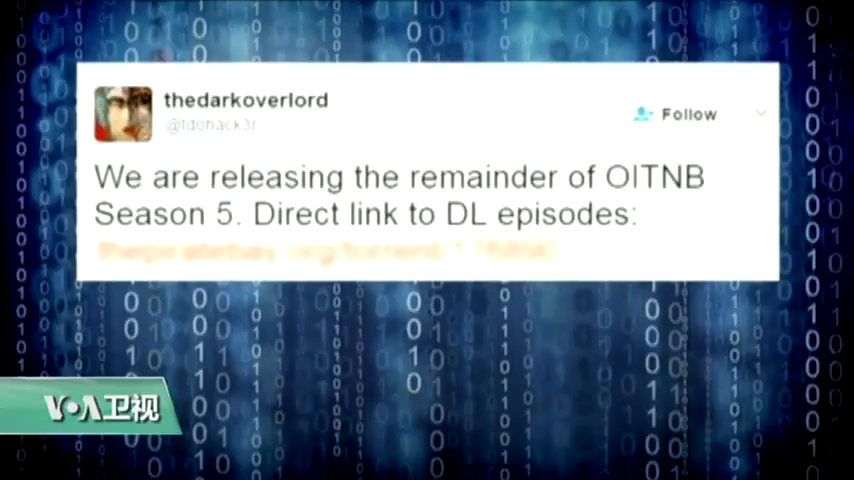 thedarkoverlord
@tdohack3r
Follow
We are releasing the remainder of OITNB
Season 5. Direct link to DL episodes:
VOA卫视